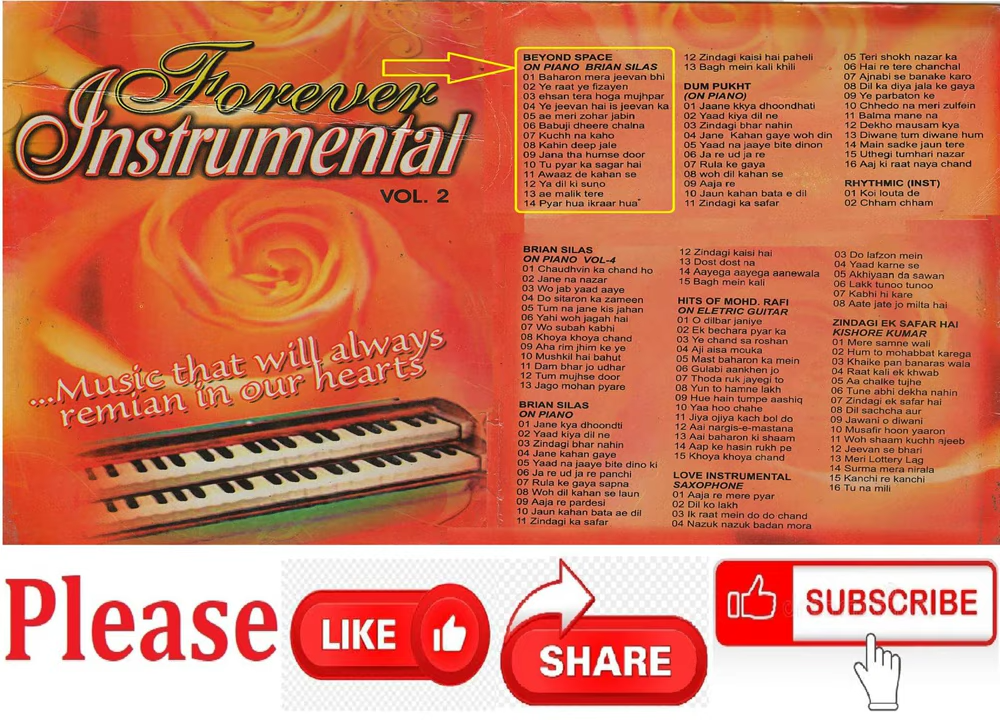 Forever
Instrumental
VOL. 2
...Music that will always
remian in our hearts
BEYOND SPACE
ON PIANO BRIAN SILAS
01 Baharon mera jeevan bhi
02 Ye raat ye fizayen
03 ehsan tera hoga mujhpar
04 Ye jeevan hai is jeevan ka
05 ae meri zohar jabin
06 Babuji dheere chalna
07 Kuchh na kaho
08 Kahin deep jale
09 Jana tha humse door
10 Tu pyar ka sagar hai
11 Awaaz de kahan se
12 Ya dil ki suno
13 ae malik tere
14 Pyar hua ikraar hua
12 Zindagi kaisi hai paheli
13 Bagh mein kali khili
DUM PUKHT
(ON PIANO)
01 Jaane kkya dhoondhati
02 Yaad kiya dil ne
03 Zindagi bhar nahin
04 Jane Kahan gaye woh din
05 Yaad na jaaye bite dinon
06 Ja re ud ja re
07 Rula ke gaya
08 woh dil kahan se
09 Aaja re
10 Jaun kahan bata e dil
11 Zindagi ka safar
05 Teri shokh nazar ka
06 Hai re tere chanchal
07 Ajnabi se banake karo
08 Dil ka diya jala ke gaya
09 Ye parbaton ke
10 Chhedo na meri zulfein
11 Balma mane na
12 Dekho mausam kya
13 Diwane tum diwane hum
14 Main sadke jaun tere
15 Uthegi tumhari nazar
16 Aaj ki raat naya chand
RHYTHMIC (INST)
01 Koi louta de
02 Chham chham
BRIAN SILAS
ON PIANO VOL-4
01 Chaudhvin ka chand ho
02 Jane na nazar
03 Wo jab yaad aaye
04 Do sitaron ka zameen
05 Tum na jane kis jahan
06 Yahi woh jagah hai
07 Wo subah kabhi
08 Khoya khoya chand
09 Aha rim jhim ke ye
10 Mushkil hai bahut
11 Dam bhar jo udhar
12 Tum mujhse door
13 Jago mohan pyare
BRIAN SILAS
ON PIANO
01 Jane kya dhoondti
02 Yaad kiya dil ne
03 Zindagi bhar nahin
04 Jane kahan gaye
05 Yaad na jaaye bite dino ki
06 Ja re ud ja re panchi
07 Rula ke gaya sapna
08 Woh dil kahan se laun
09 Aaja re pardesi
10 Jaun kahan bata ae dil
11 Zindagi ka safar
12 Zindagi kaisi hai
13 Dost dost na
14 Aayega aayega aanewala
15 Bagh mein kali
HITS OF MOHD. RAFI
ON ELETRIC GUITAR
01 O dilbar janiye
02 Ek bechara pyar ka
03 Ye chand sa roshan
04 Aji aisa mouka
05 Mast baharon ka mein
06 Gulabi aankhen jo
07 Thoda ruk jayegi to
08 Yun to hamne lakh
09 Hue hain tumpe aashiq
10 Yaa hoo chahe
11 Jiya ojiya kach bol do
12 Aai nargis-e-mastana
13 Aai baharon ki shaam
14 Aap ke hasin rukh pe
15 Khoya khoya chand
LOVE INSTRUMENTAL
SAXOPHONE
01 Aaja re mere pyar
02 Dil ko lakh
03 Ik raat mein do do chand
04 Nazuk nazuk badan mora
03 Do lafzon mein
04 Yaad karne se
05 Akhiyaan da sawan
06 Lakk tunoo tunoo
07 Kabhi hi kare
08 Aate jate jo milta hai
ZINDAGI EK SAFAR HAI
KISHORE KUMAR
01 Mere samne wali
02 Hum to mohabbat karega
03 Khaike pan banaras wala
04 Raat kali ek khwab
05 Aa chalke tujhe
06 Tune abhi dekha nahin
07 Zindagi ek safar hai
08 Dil sachcha aur
09 Jawani o diwani
10 Musafir hoon yaaron
11 Woh shaam kuchh njeeb
12 Jeevan se bhari
13 Meri Lottery Lag
14 Surma mera nirala
15 Kanchi re kanchi
16 Tu na mili
Please
LIKE
SHARE
SUBSCRIBE